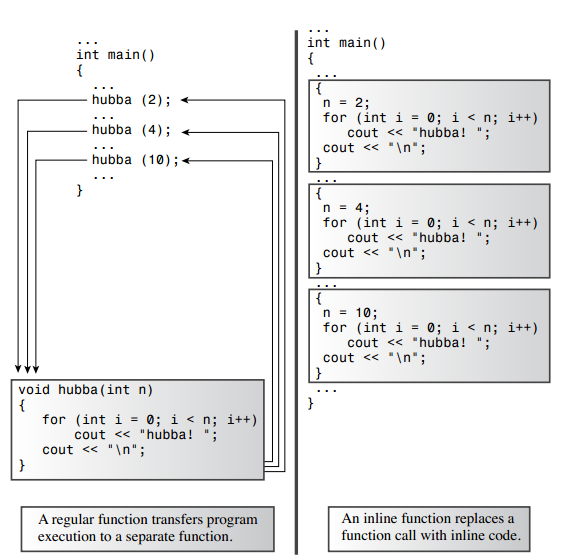 ...
int main()
{
...
hubba (2);
...
hubba (4);
...
hubba (10);
...
}
void hubba(int n)
{
for (int i = 0; i < n; i++)
cout << "hubba! ";
cout << "\n";
}
A regular function transfers program
execution to a separate function.
...
int main()
{
...
{
n = 2;
for (int i = 0; i < n; i++)
cout << "hubba! ";
cout << "\n";
}
...
{
n = 4;
for (int i = 0; i < n; i++)
cout << "hubba! ";
cout << "\n";
}
...
{
n = 10;
for (int i = 0; i < n; i++)
cout << "hubba! ";
cout << "\n";
}
...
}
An inline function replaces a
function call with inline code.